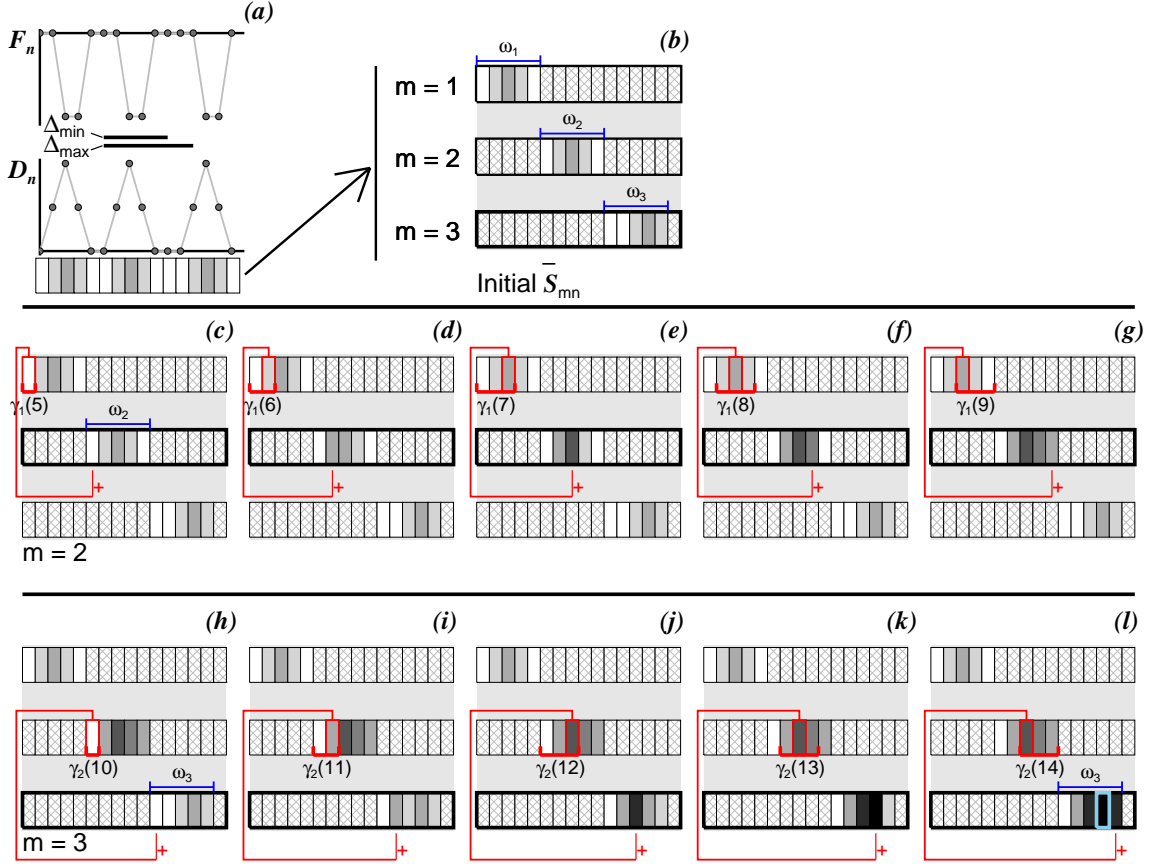 (a)
F_n
Δ_min
Δ_max
D_n
(b)
ω_1
m = 1
ω_2
m = 2
ω_3
m = 3
Initial S̅_mn
(c) (d) (e) (f) (g)
γ_1(5) γ_1(6) γ_1(7) γ_1(8) γ_1(9)
ω_2
+ + + + +
m = 2
(h) (i) (j) (k) (l)
γ_2(10) γ_2(11) γ_2(12) γ_2(13) γ_2(14)
ω_3 ω_3
m = 3
+ + + + +